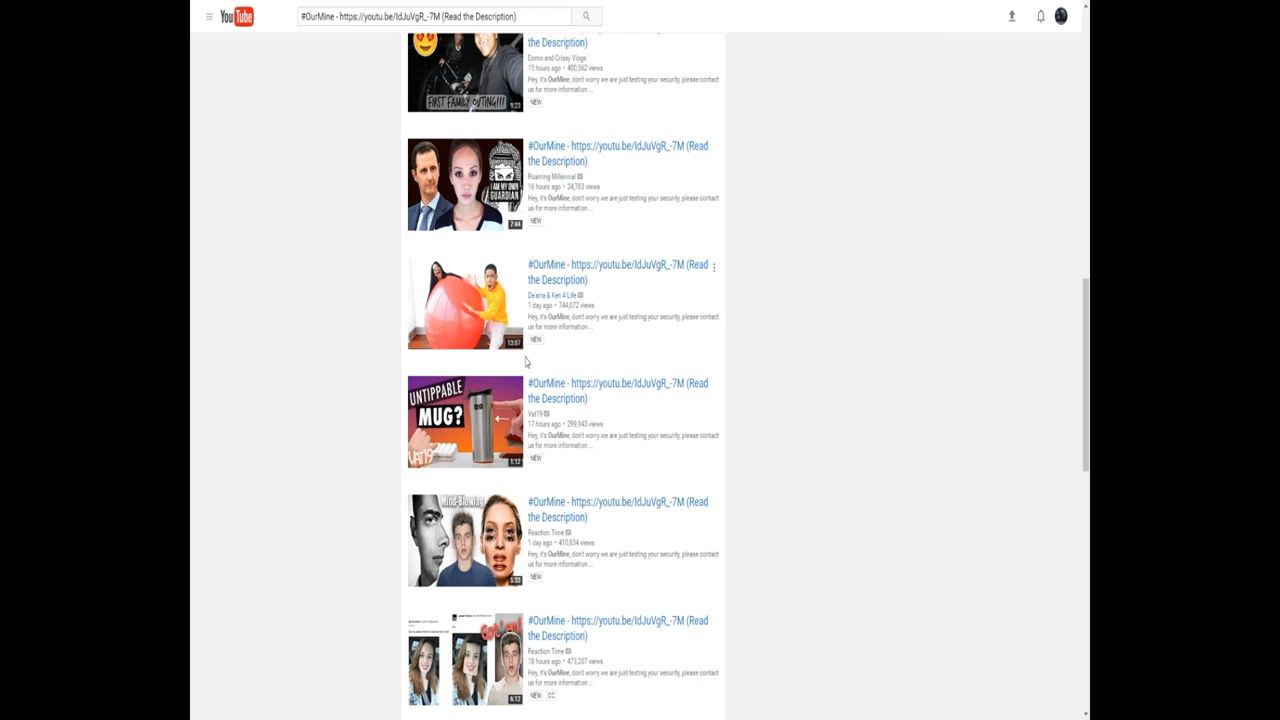 YouTube
#OurMine - https://youtu.be/IdJuVgR_-7M (Read the Description)
the Description)
Domo and Crissy Vlogs
15 hours ago • 400,562 views
Hey, it's OurMine, don't worry we are just testing your security, please contact
us for more information ...
NEW
FIRST FAMILY OUTING!!!
9:23
#OurMine - https://youtu.be/IdJuVgR_-7M (Read
the Description)
Roaming Millennial
16 hours ago • 24,783 views
Hey, it's OurMine, don't worry we are just testing your security, please contact
us for more information ...
NEW
I AM MY OWN
GUARDIAN
7:44
#OurMine - https://youtu.be/IdJuVgR_-7M (Read
the Description)
De'arra & Ken 4 Life
1 day ago • 744,072 views
Hey, it's OurMine, don't worry we are just testing your security, please contact
us for more information ...
NEW
13:07
#OurMine - https://youtu.be/IdJuVgR_-7M (Read
the Description)
Vat19
17 hours ago • 299,943 views
Hey, it's OurMine, don't worry we are just testing your security, please contact
us for more information ...
NEW
UNTIPPABLE
MUG?
VAT19
1:12
#OurMine - https://youtu.be/IdJuVgR_-7M (Read
the Description)
Reaction Time
1 day ago • 410,834 views
Hey, it's OurMine, don't worry we are just testing your security, please contact
us for more information ...
NEW
Mind-Blowing
5:33
#OurMine - https://youtu.be/IdJuVgR_-7M (Read
the Description)
Reaction Time
18 hours ago • 473,207 views
Hey, it's OurMine, don't worry we are just testing your security, please contact
us for more information ...
NEW CC
6:12